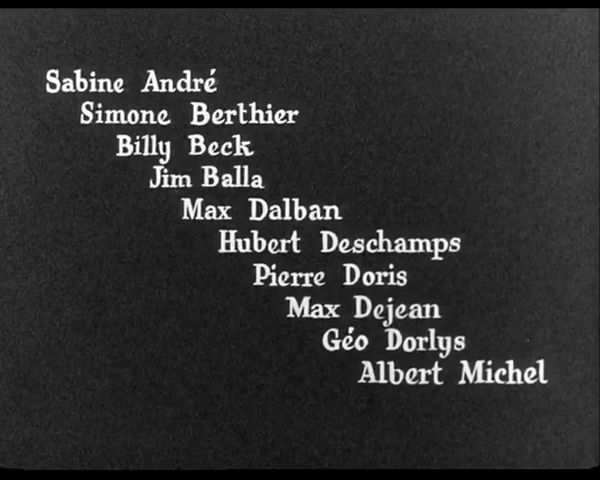 Sabine André
Simone Berthier
Billy Beck
Jim Balla
Max Dalban
Hubert Deschamps
Pierre Doris
Max Dejean
Géo Dorlys
Albert Michel